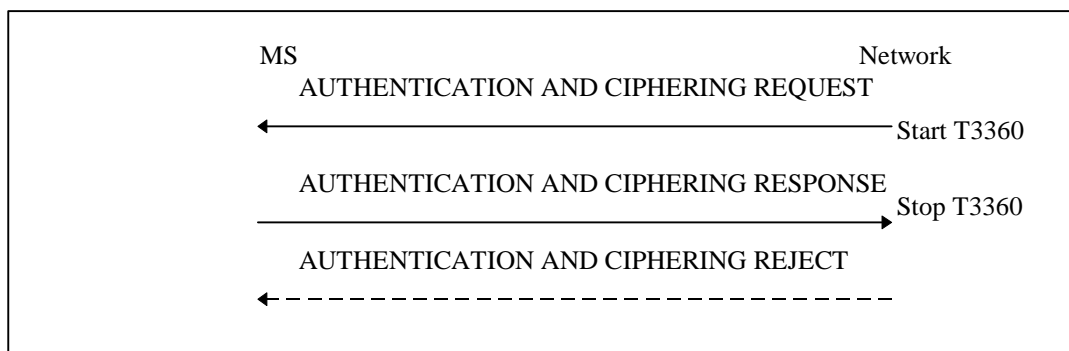 MS Network
AUTHENTICATION AND CIPHERING REQUEST
Start T3360
AUTHENTICATION AND CIPHERING RESPONSE
Stop T3360
AUTHENTICATION AND CIPHERING REJECT